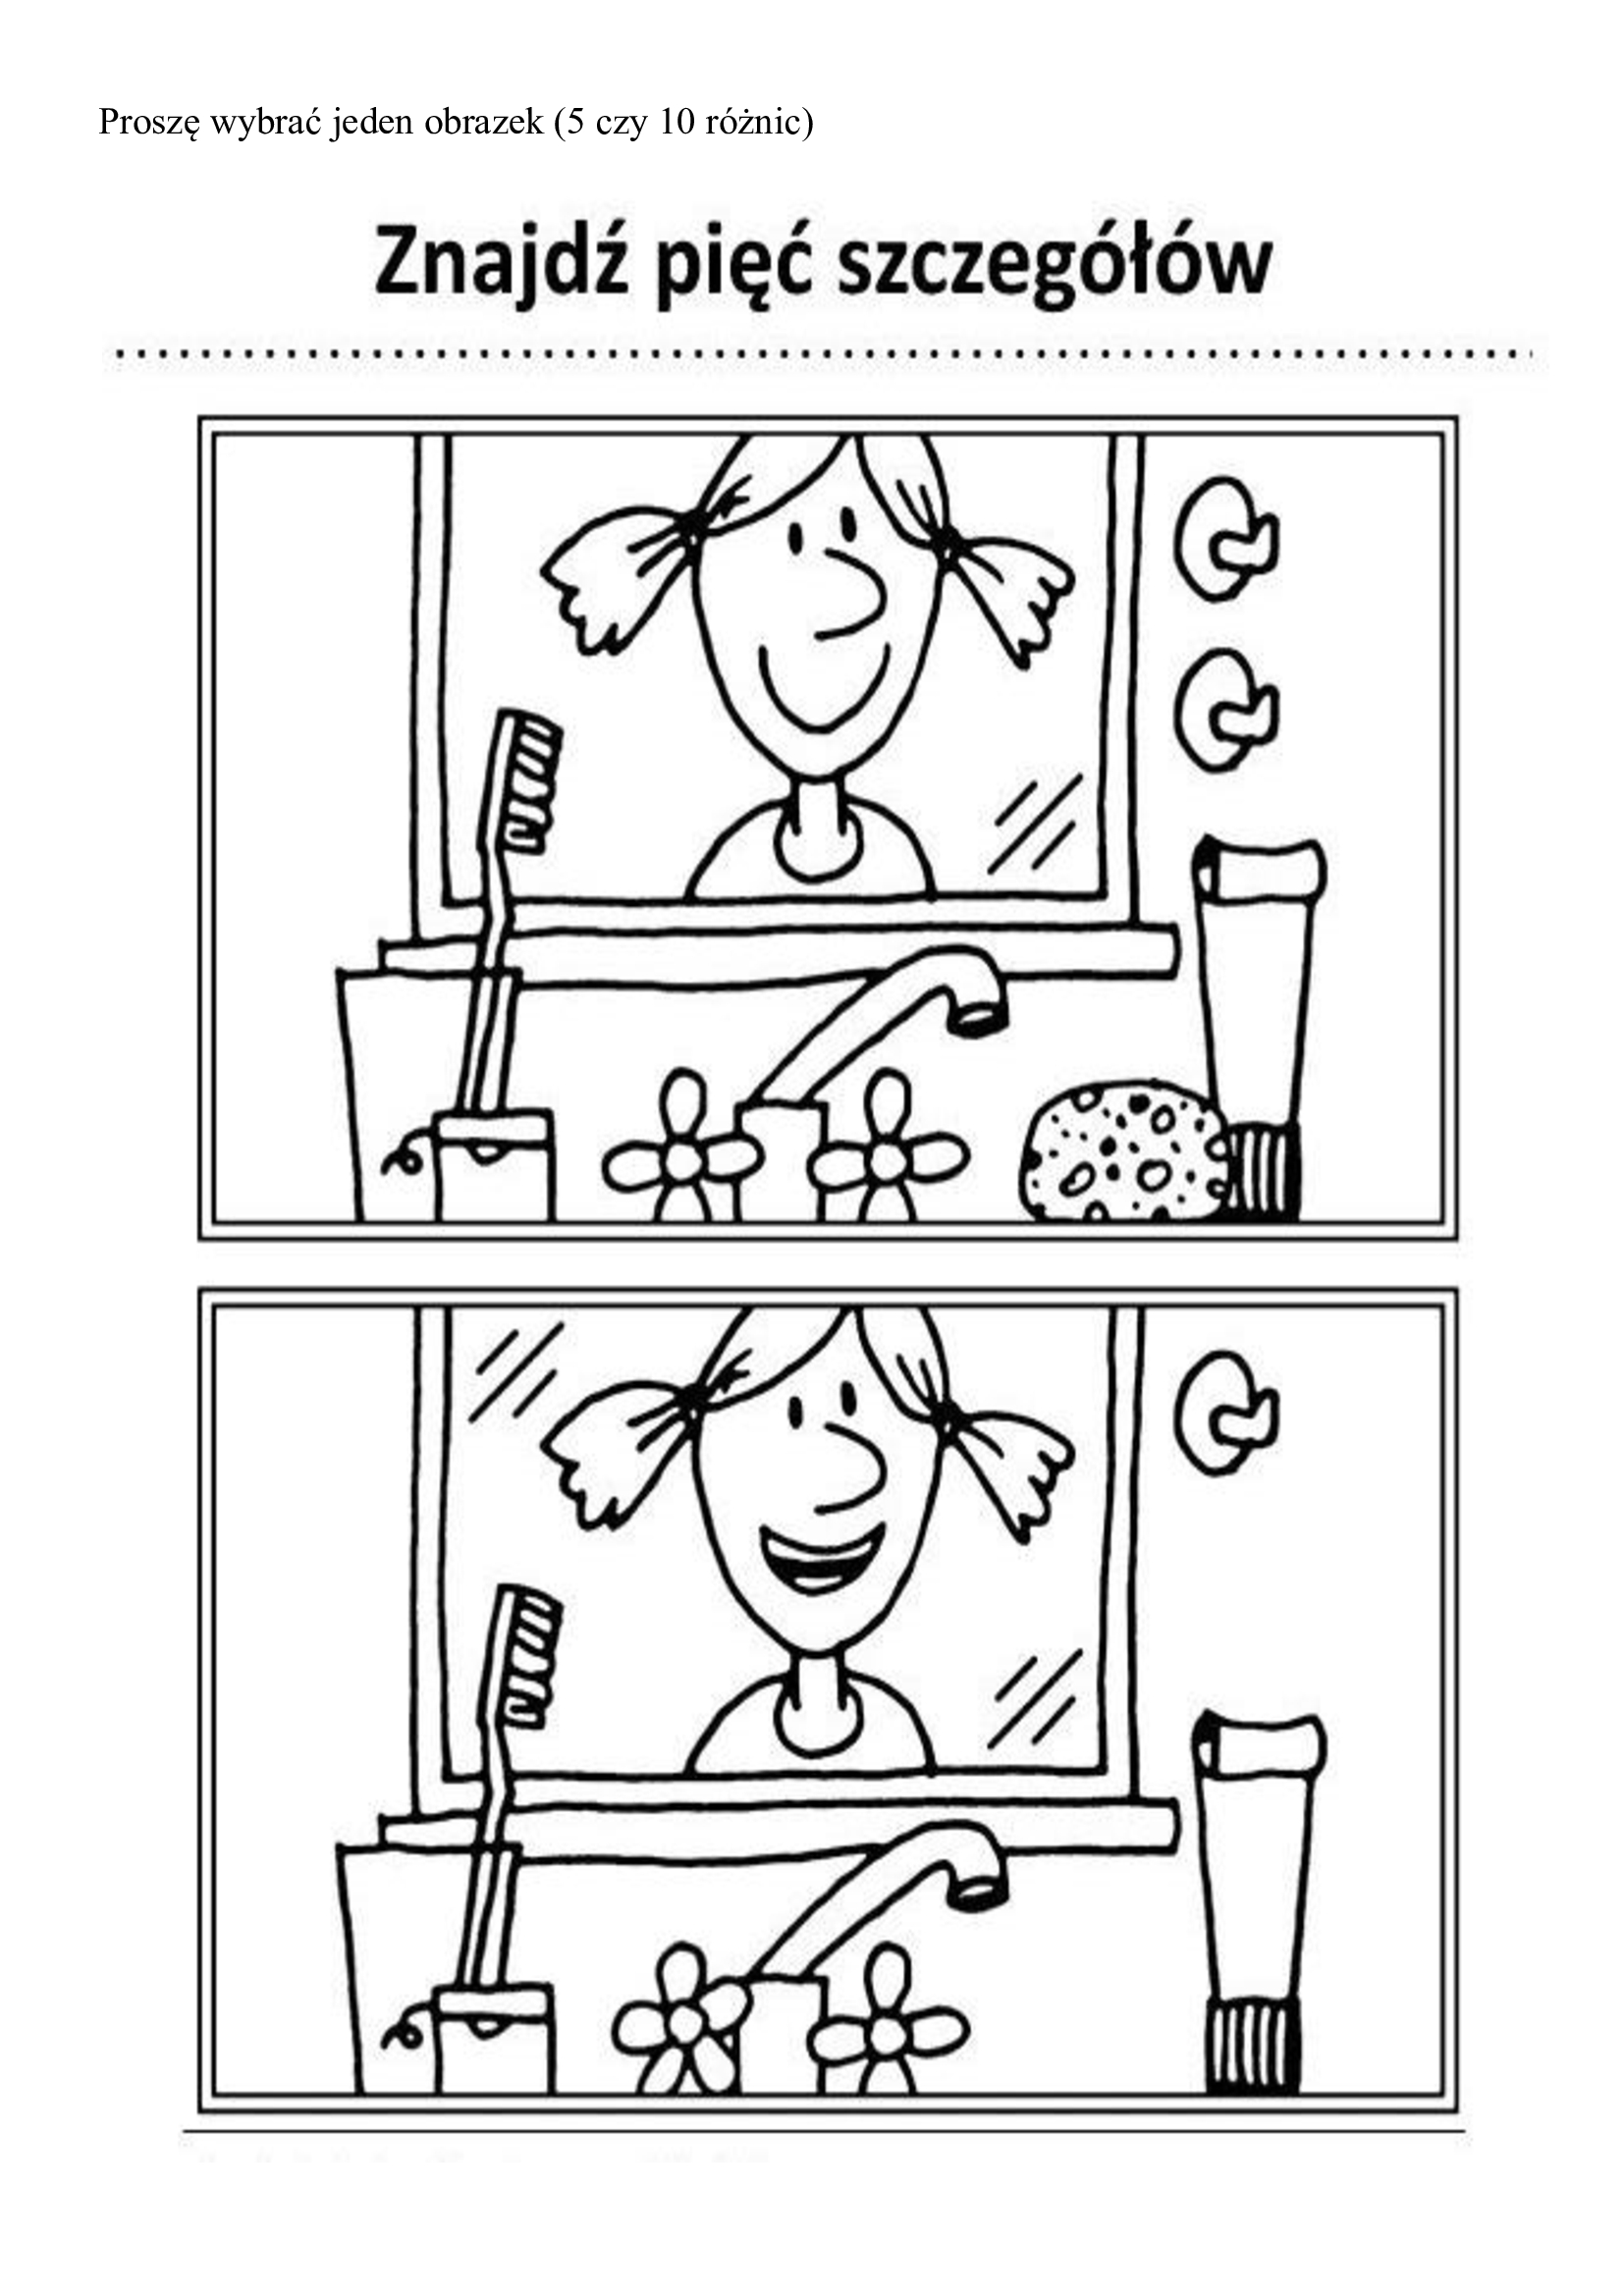 Proszę wybrać jeden obrazek (5 czy 10 różnic)
Znajdź pięć szczegółów